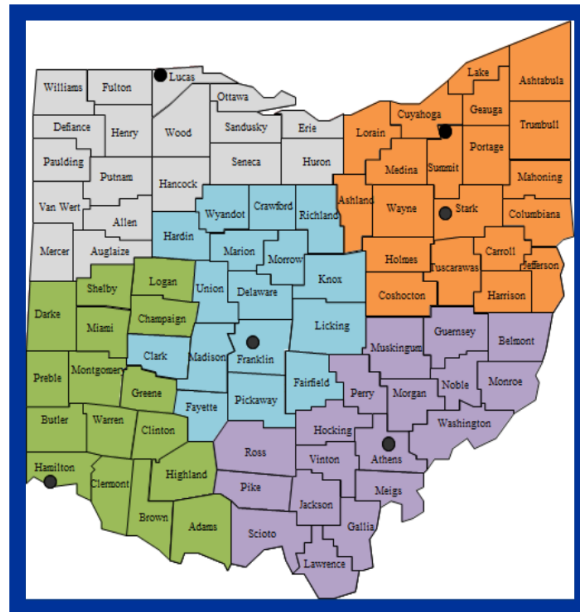 Lake
Ashtabula
Lucas
Williams
Fulton
Ottawa
Cuyahoga
Geauga
Trumbull
Defiance
Henry
Wood
Sandusky
Erie
Lorain
Portage
Paulding
Seneca
Huron
Medina
Summit
Mahoning
Putnam
Hancock
Van Wert
Allen
Wyandot
Crawford
Richland
Ashland
Wayne
Stark
Columbiana
Mercer
Auglaize
Hardin
Marion
Morrow
Holmes
Tuscarawas
Carroll
Jefferson
Shelby
Logan
Union
Delaware
Knox
Coshocton
Harrison
Darke
Miami
Champaign
Licking
Muskingum
Guernsey
Belmont
Clark
Madison
Franklin
Preble
Montgomery
Greene
Fayette
Pickaway
Fairfield
Perry
Morgan
Noble
Monroe
Butler
Warren
Clinton
Hocking
Washington
Ross
Vinton
Athens
Hamilton
Clermont
Highland
Pike
Jackson
Meigs
Brown
Adams
Scioto
Gallia
Lawrence